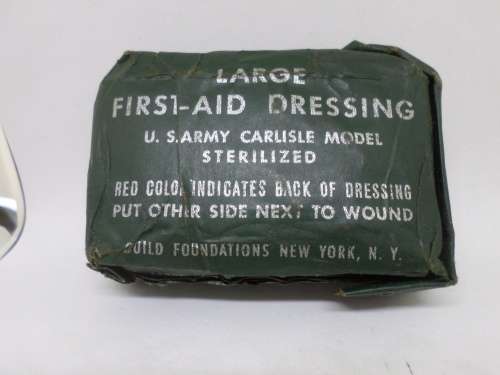 LARGE
FIRST-AID DRESSING
U. S. ARMY CARLISLE MODEL
STERILIZED
RED COLOR INDICATES BACK OF DRESSING
PUT OTHER SIDE NEXT TO WOUND
GUILD FOUNDATIONS NEW YORK, N. Y.